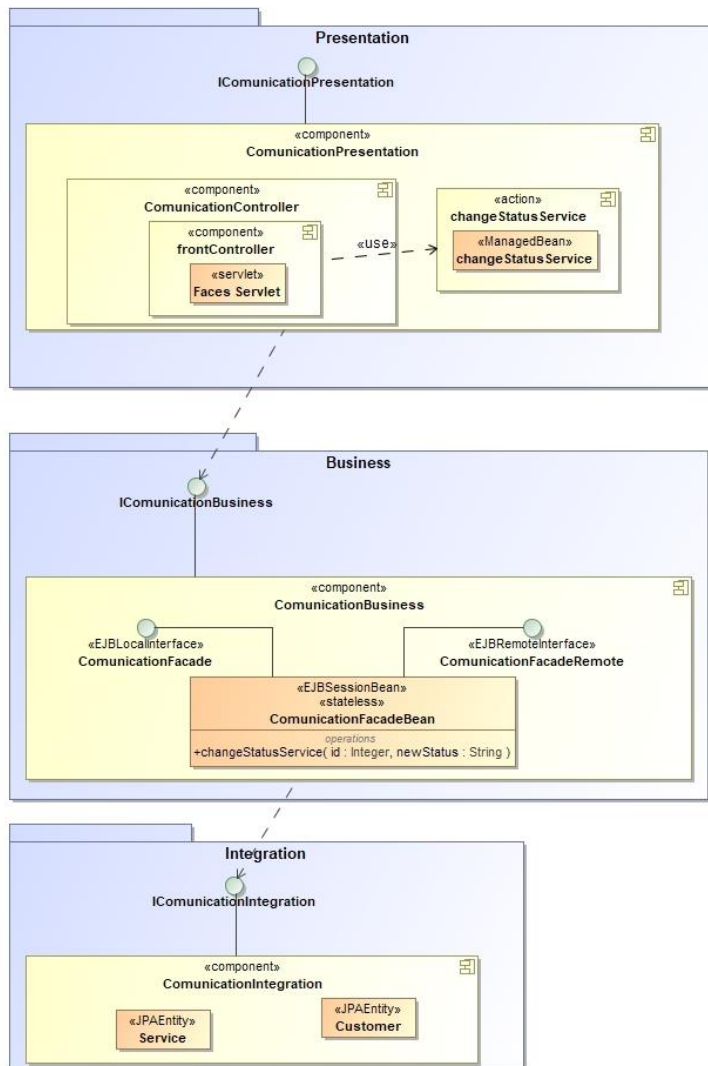 Presentation
IComunicationPresentation
«component»
ComunicationPresentation
«component»
ComunicationController
«component»
frontController
«servlet»
Faces Servlet
«use»
«action»
changeStatusService
«ManagedBean»
changeStatusService
Business
IComunicationBusiness
«component»
ComunicationBusiness
«EJBLocalInterface»
ComunicationFacade
«EJBRemoteInterface»
ComunicationFacadeRemote
«EJBSessionBean»
«stateless»
ComunicationFacadeBean
operations
+changeStatusService( id : Integer, newStatus : String )
Integration
IComunicationIntegration
«component»
ComunicationIntegration
«JPAEntity»
Service
«JPAEntity»
Customer